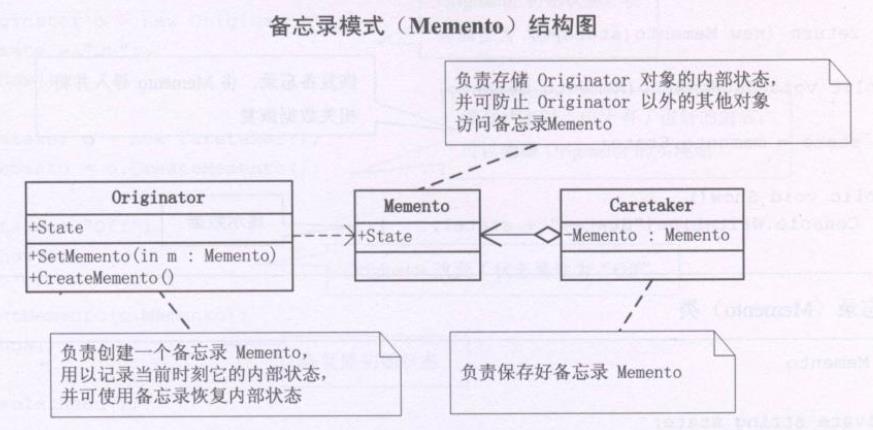 备忘录模式（Memento）结构图
负责存储 Originator 对象的内部状态，
并可防止 Originator 以外的其他对象
访问备忘录Memento
Originator
+State
+SetMemento(in m : Memento)
+CreateMemento()
Memento
+State
Caretaker
-Memento : Memento
负责创建一个备忘录 Memento，
用以记录当前时刻它的内部状态，
并可使用备忘录恢复内部状态
负责保存好备忘录 Memento